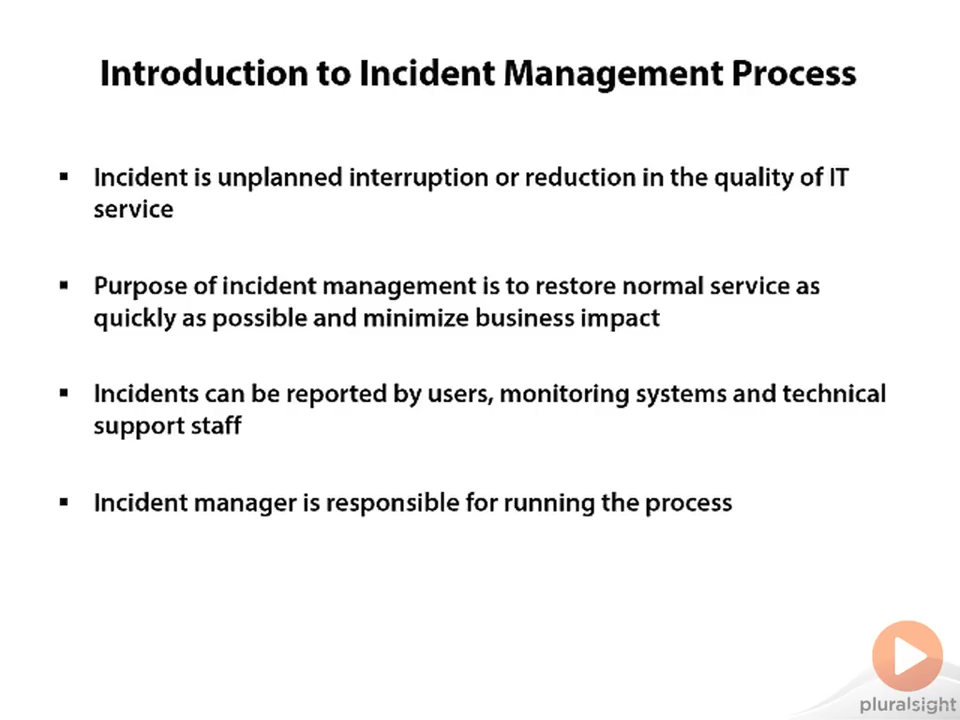 Introduction to Incident Management Process
▪ Incident is unplanned interruption or reduction in the quality of IT
service
▪ Purpose of incident management is to restore normal service as
quickly as possible and minimize business impact
▪ Incidents can be reported by users, monitoring systems and technical
support staff
▪ Incident manager is responsible for running the process
pluralsight